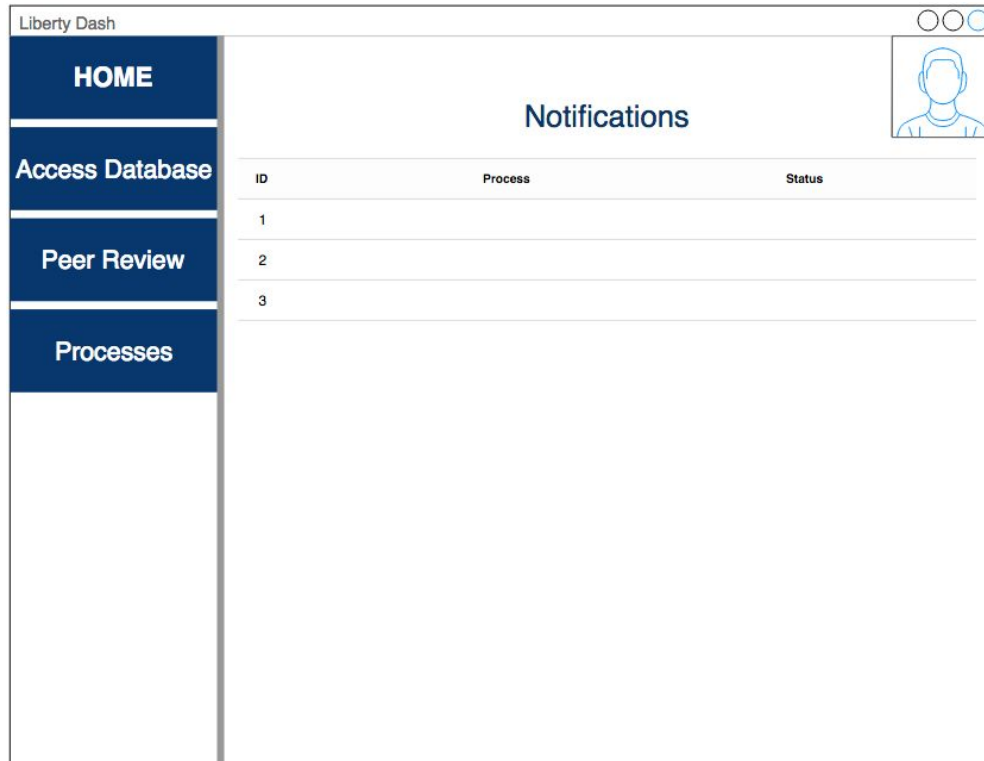 Liberty Dash
HOME
Access Database
Peer Review
Processes
Notifications
ID Process Status
1
2
3